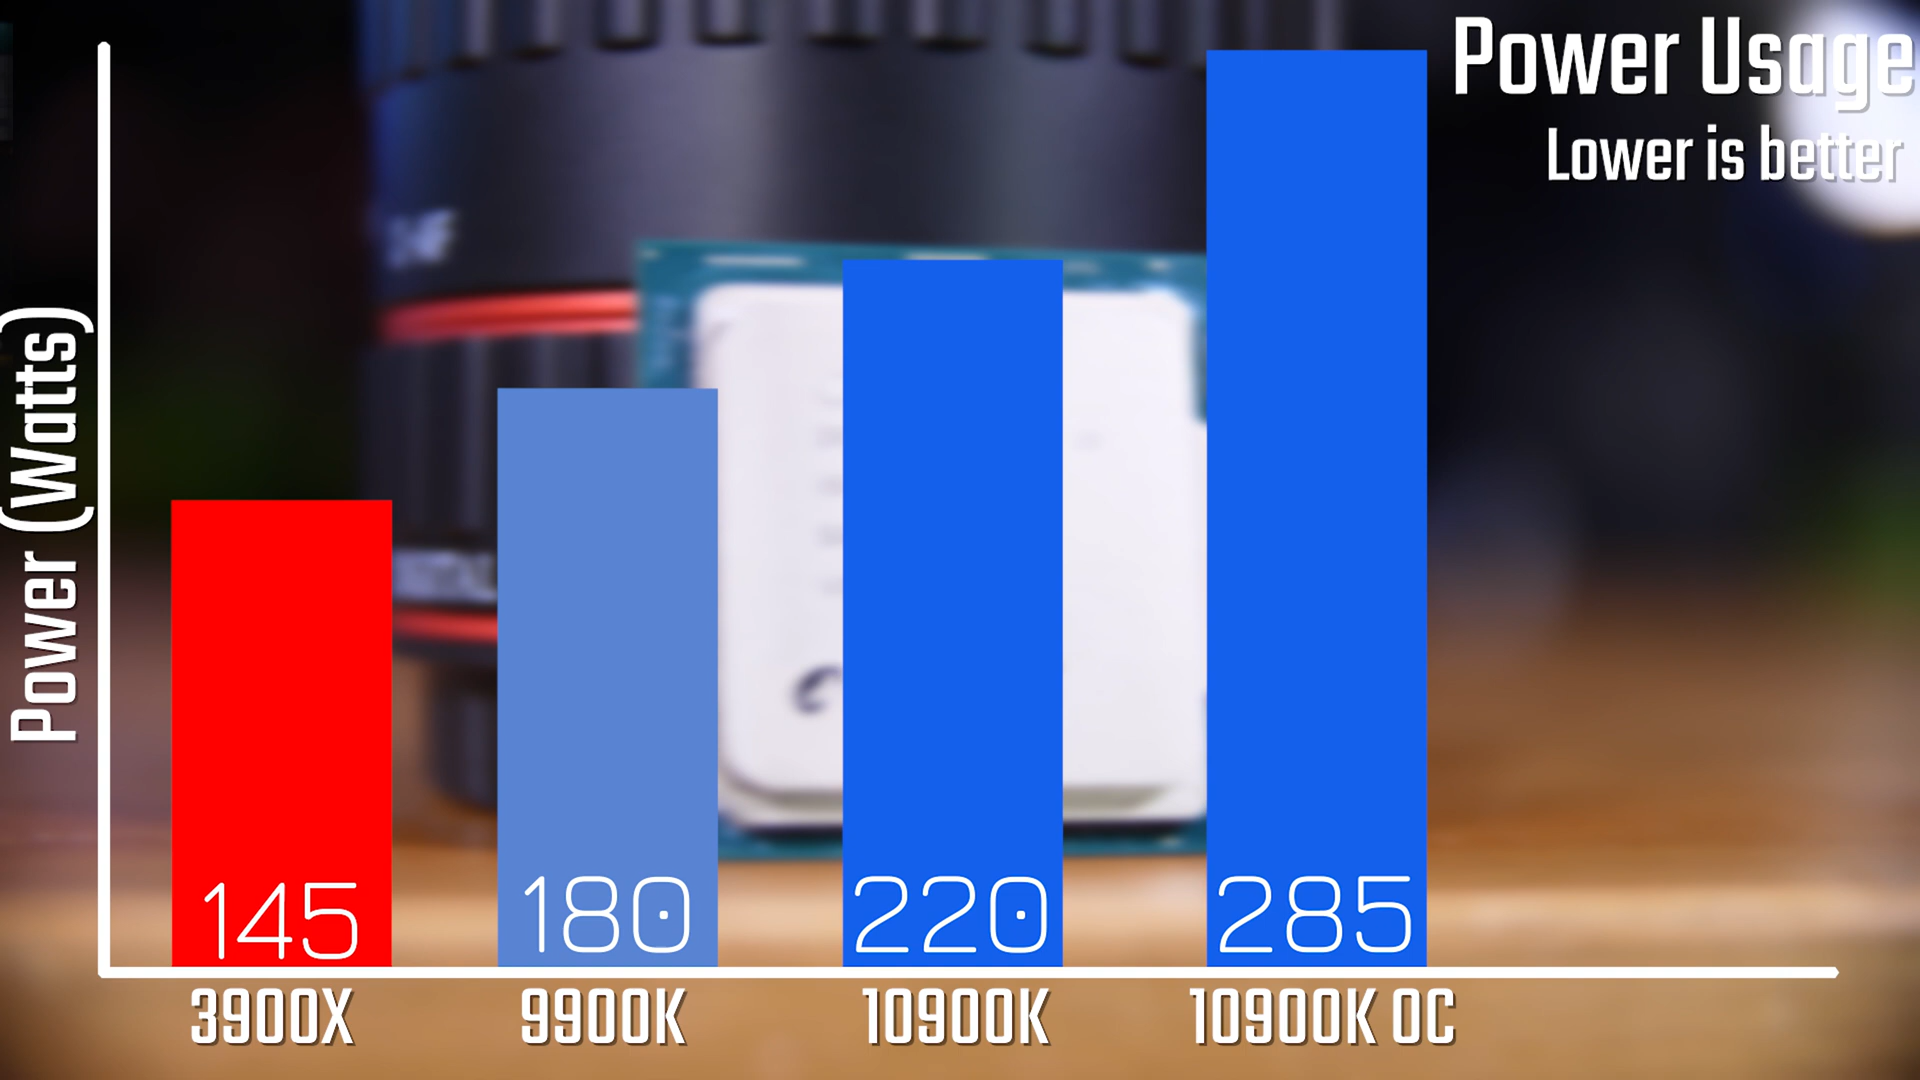 Power Usage
Lower is better
Power (Watts)
145
180
220
285
3900X
9900K
10900K
10900K OC